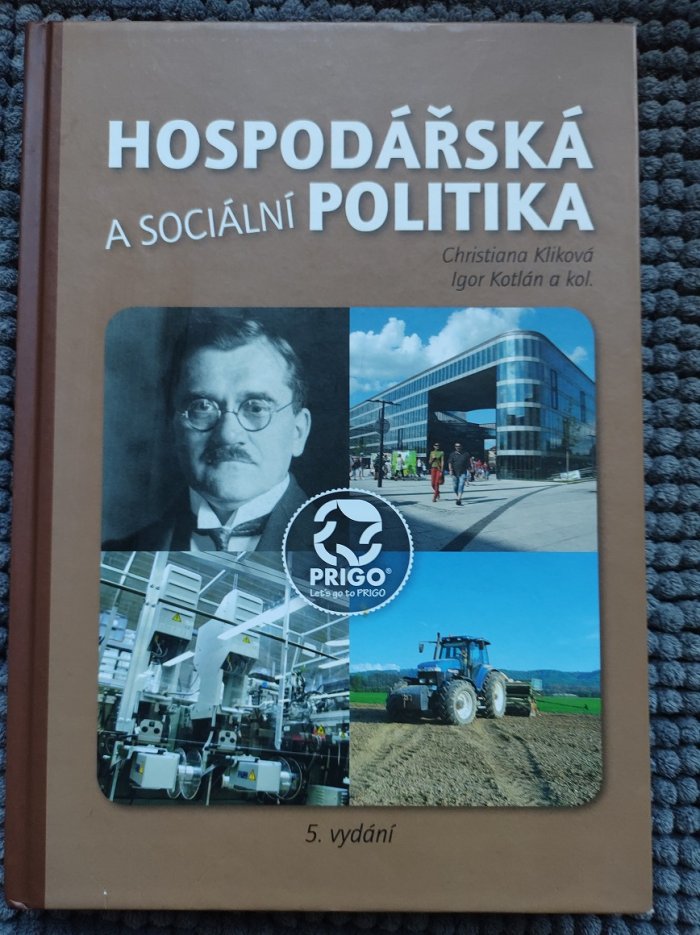 HOSPODÁŘSKÁ
A SOCIÁLNÍ POLITIKA
Christiana Kliková
Igor Kotlán a kol.
PRIGO®
Let's go to PRIGO
5. vydání